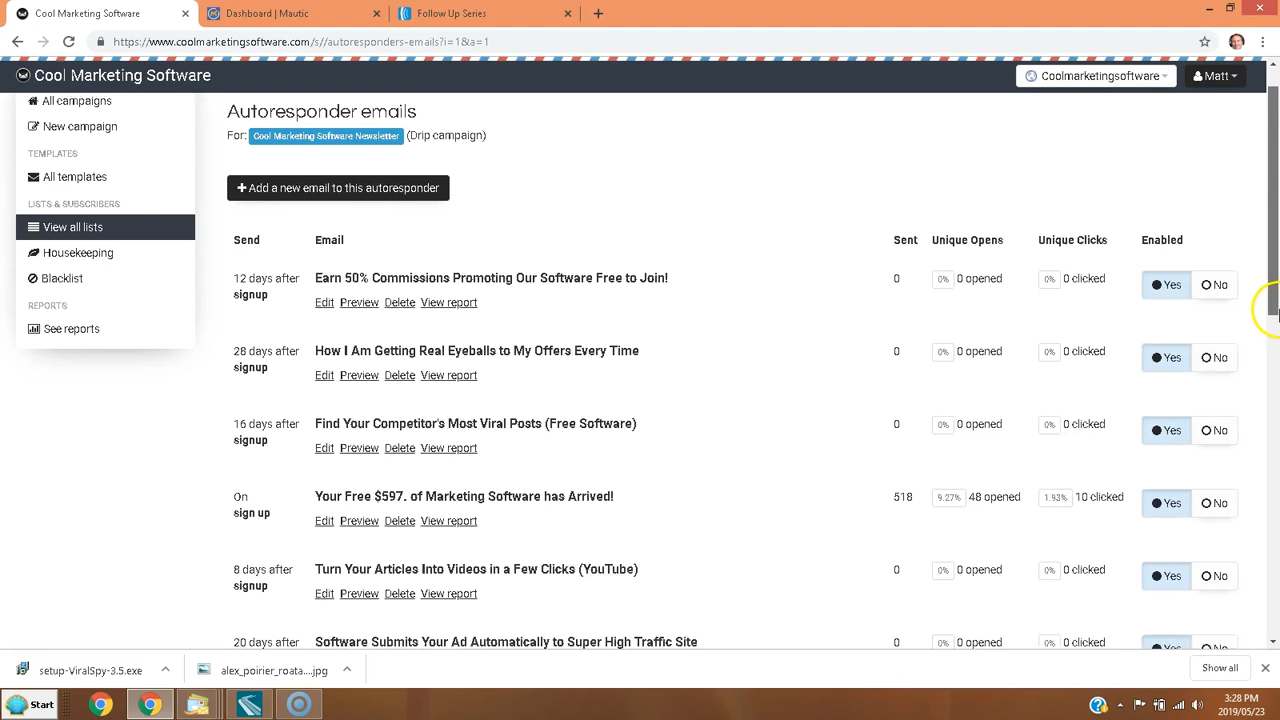 Cool Marketing Software
Dashboard | Mautic
Follow Up Series
https://www.coolmarketingsoftware.com/s//autoresponders-emails?i=1&a=1
Cool Marketing Software
Coolmarketingsoftware
Matt
All campaigns
New campaign
TEMPLATES
All templates
LISTS & SUBSCRIBERS
View all lists
Housekeeping
Blacklist
REPORTS
See reports
Autoresponder emails
For: Cool Marketing Software Newsletter (Drip campaign)
Add a new email to this autoresponder
Send Email Sent Unique Opens Unique Clicks Enabled
12 days after Earn 50% Commissions Promoting Our Software Free to Join! 0 0% 0 opened 0% 0 clicked Yes No
signup Edit Preview Delete View report
28 days after How I Am Getting Real Eyeballs to My Offers Every Time 0 0% 0 opened 0% 0 clicked Yes No
signup Edit Preview Delete View report
16 days after Find Your Competitor's Most Viral Posts (Free Software) 0 0% 0 opened 0% 0 clicked Yes No
signup Edit Preview Delete View report
On Your Free $597. of Marketing Software has Arrived! 518 9.27% 48 opened 1.93% 10 clicked Yes No
sign up Edit Preview Delete View report
8 days after Turn Your Articles Into Videos in a Few Clicks (YouTube) 0 0% 0 opened 0% 0 clicked Yes No
signup Edit Preview Delete View report
20 days after Software Submits Your Ad Automatically to Super High Traffic Site 0 0% 0 opened 0% 0 clicked Yes No
setup-ViralSpy-3.5.exe
alex_poirier_roata....jpg
Show all
Start
3:28 PM
2019/05/23